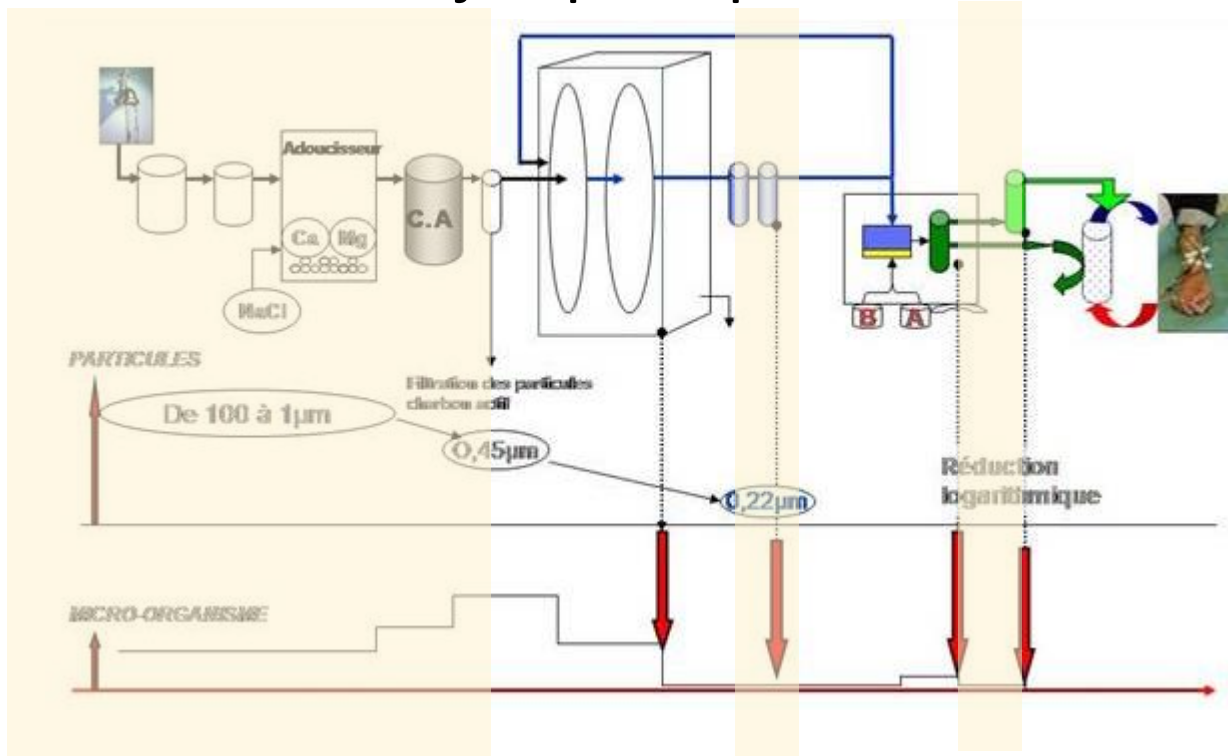 Adoucisseur
C.A
Ca
Mg
NaCl
B
A
PARTICULES
Filtration des particules
charbon actif
De 100 à 1µm
0,45µm
0,22µm
Réduction
logarithmique
MICRO-ORGANISME